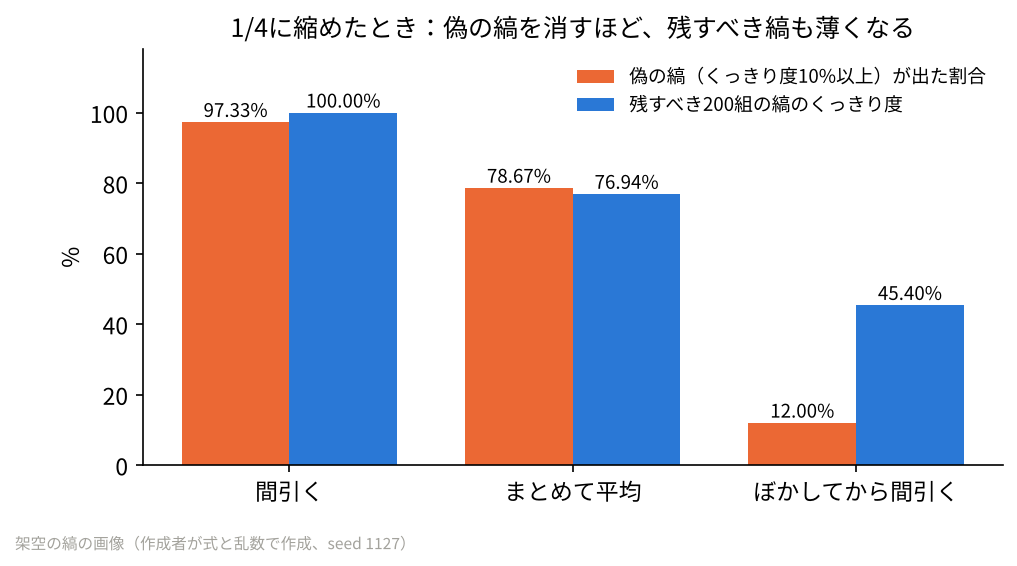 1/4に縮めたとき：偽の縞を消すほど、残すべき縞も薄くなる
偽の縞（くっきり度10%以上）が出た割合
残すべき200組の縞のくっきり度
%
100
80
60
40
20
0
97.33%
100.00%
78.67%
76.94%
12.00%
45.40%
間引く
まとめて平均
ぼかしてから間引く
架空の縞の画像（作成者が式と乱数で作成、seed 1127）